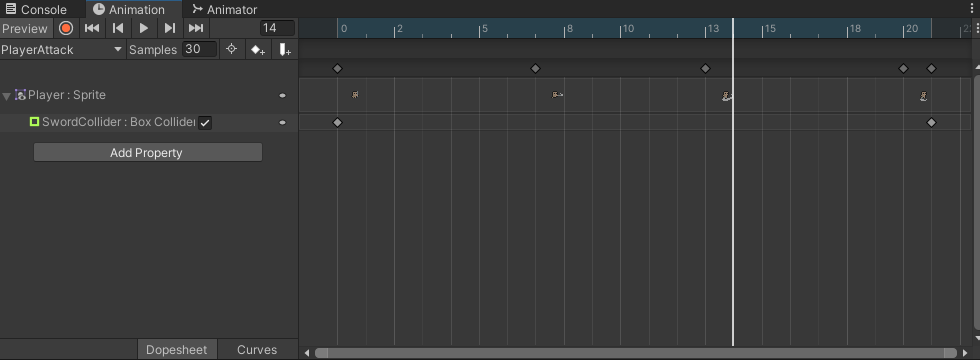 Console Animation Animator
Preview 14 0 2 5 8 10 13 15 18 20
PlayerAttack Samples 30
Player : Sprite
SwordCollider : Box Collider
Add Property
Dopesheet Curves